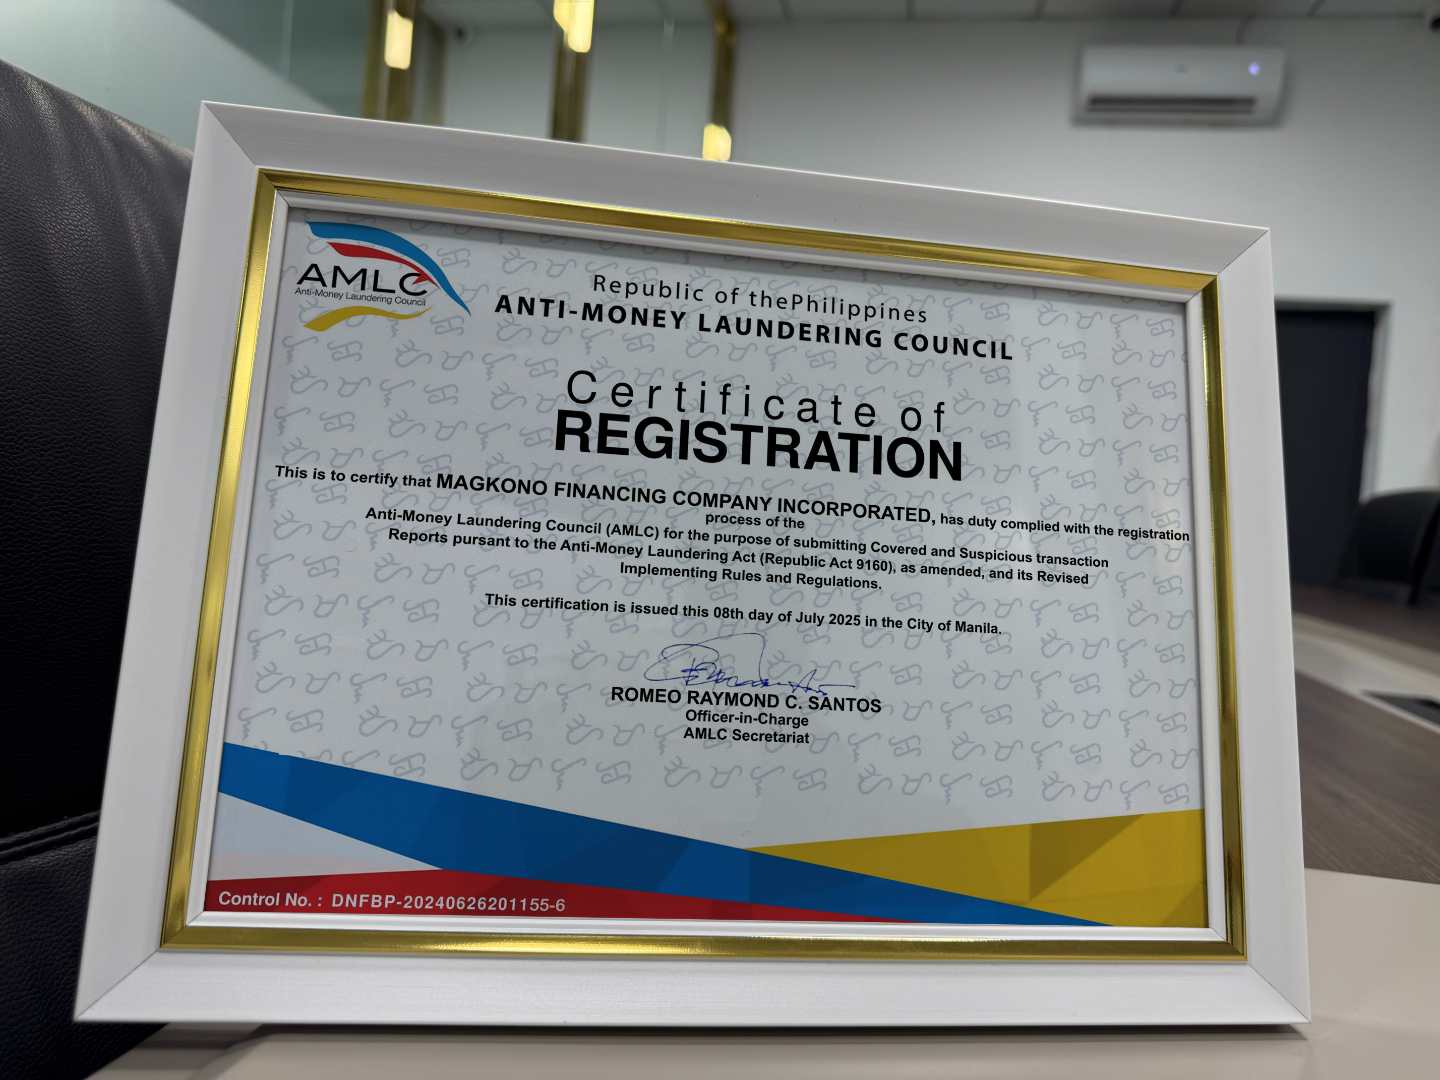 AMLC
Anti-Money Laundering Council
Republic of thePhilippines
ANTI-MONEY LAUNDERING COUNCIL
Certificate of
REGISTRATION
This is to certify that MAGKONO FINANCING COMPANY INCORPORATED, has duty complied with the registration
process of the
Anti-Money Laundering Council (AMLC) for the purpose of submitting Covered and Suspicious transaction
Reports pursuant to the Anti-Money Laundering Act (Republic Act 9160), as amended, and its Revised
Implementing Rules and Regulations.
This certification is issued this 08th day of July 2025 in the City of Manila.
ROMEO RAYMOND C. SANTOS
Officer-in-Charge
AMLC Secretariat
Control No. : DNFBP-20240626201155-6